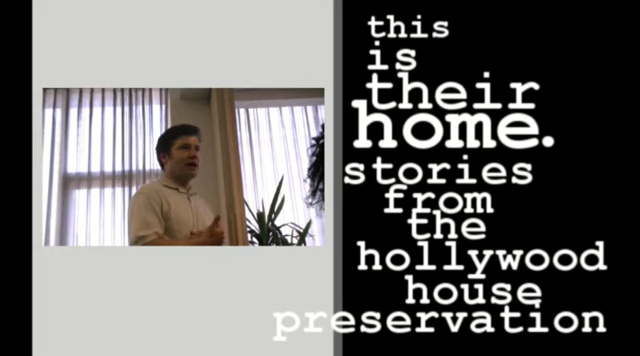 this
is
their
home.
stories
from
the
hollywood
house
preservation